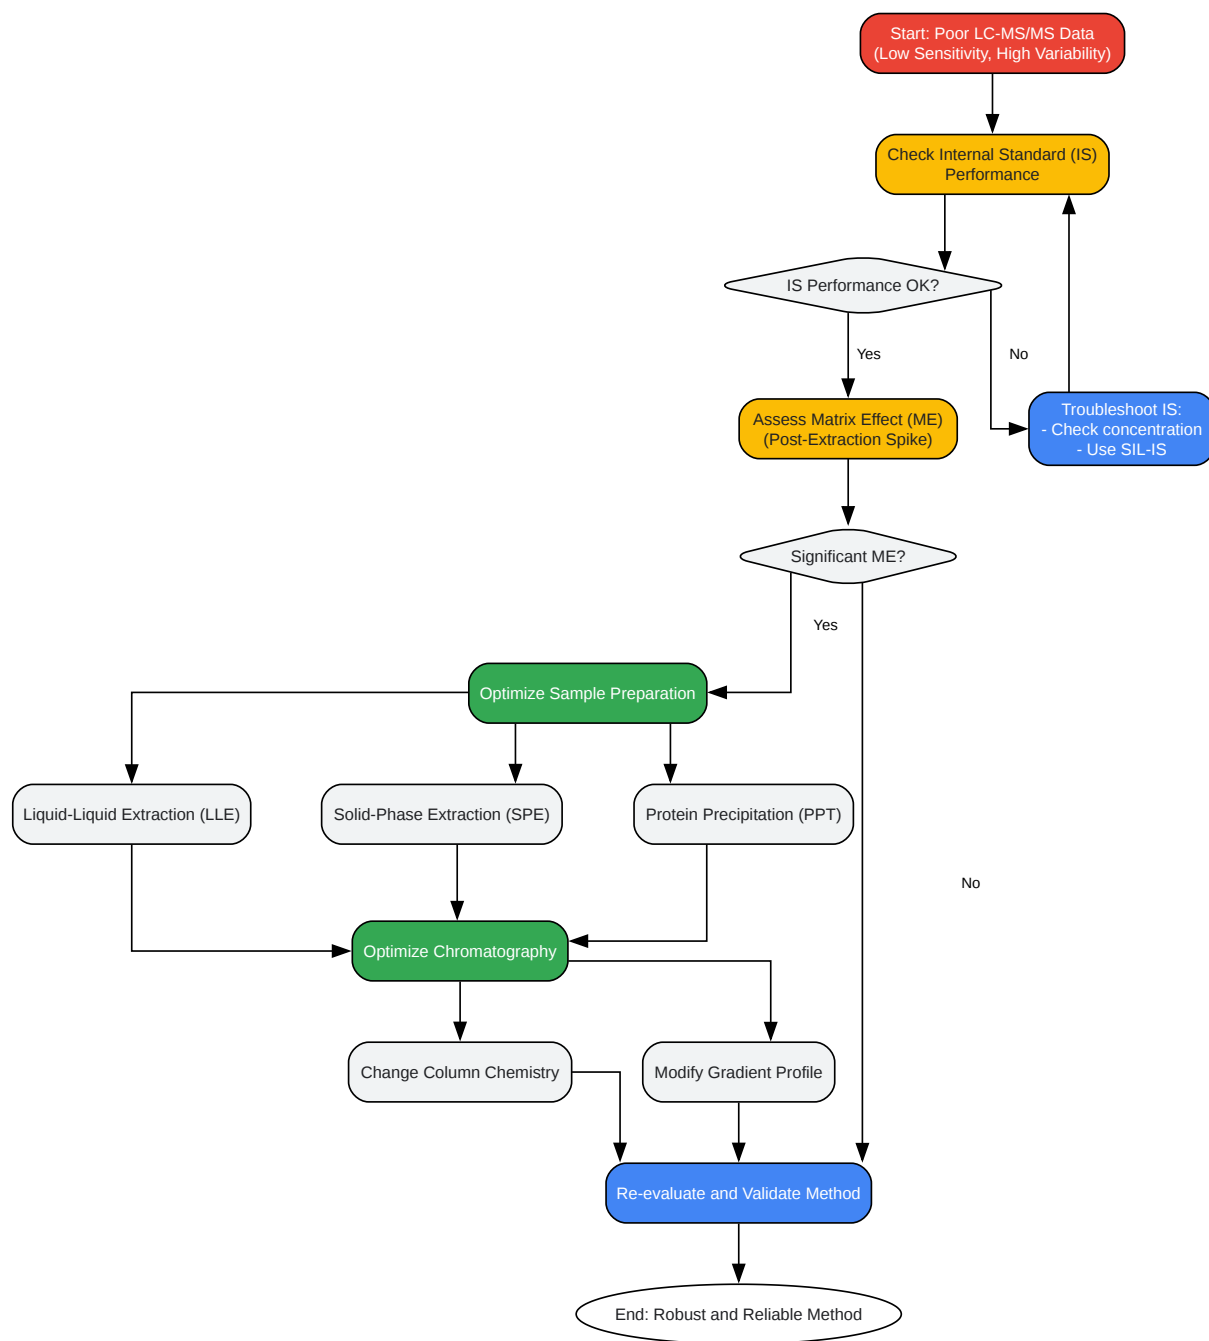 Start: Poor LC-MS/MS Data
(Low Sensitivity, High Variability)
Check Internal Standard (IS)
Performance
IS Performance OK?
Yes
No
Assess Matrix Effect (ME)
(Post-Extraction Spike)
Troubleshoot IS:
- Check concentration
- Use SIL-IS
Significant ME?
Yes
Optimize Sample Preparation
Liquid-Liquid Extraction (LLE)
Solid-Phase Extraction (SPE)
Protein Precipitation (PPT)
No
Optimize Chromatography
Change Column Chemistry
Modify Gradient Profile
Re-evaluate and Validate Method
End: Robust and Reliable Method